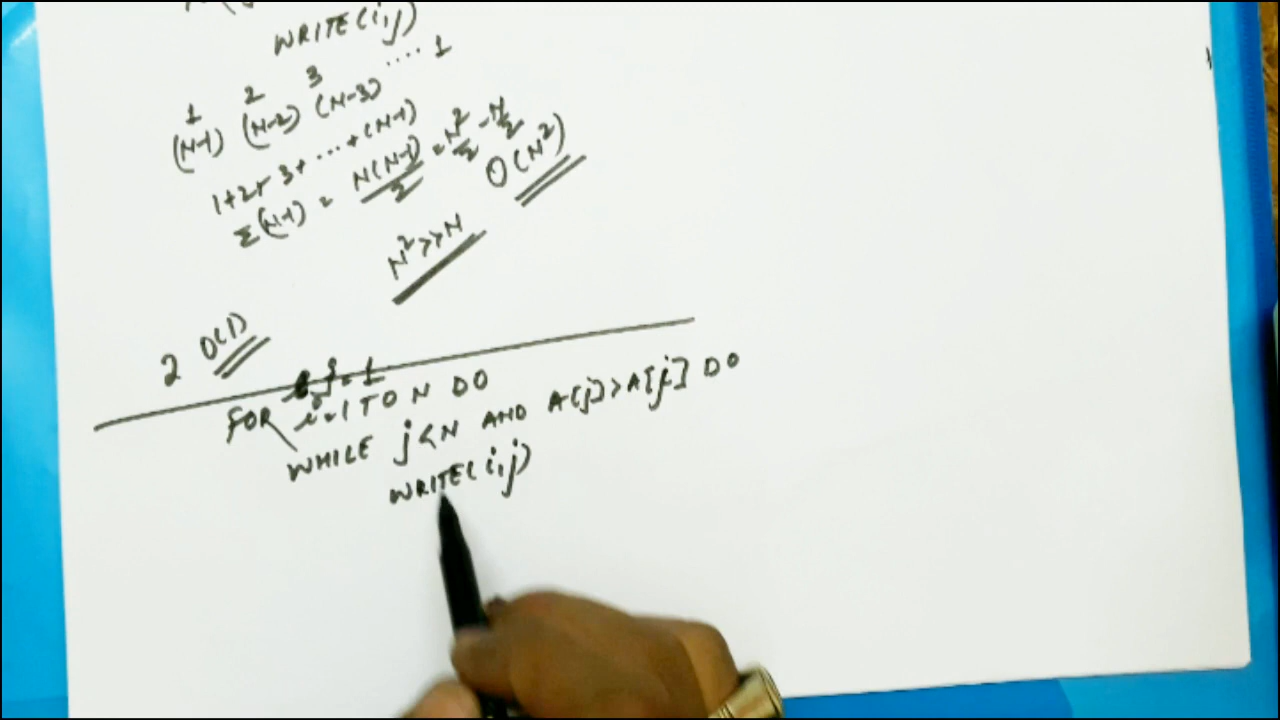 WRITE(i,j)
1 2 3
(N-1) (N-2) (N-3) .... 1
1+2+3+...+(N-1)
Σ(N-1) = N(N-1)/2 = N²/2 - N/2
O(N²)
N²>>N
2 O(1)
j=1
FOR i=1 TO N DO
WHILE j<N AND A[j]>A[j] DO
WRITE(i,j)